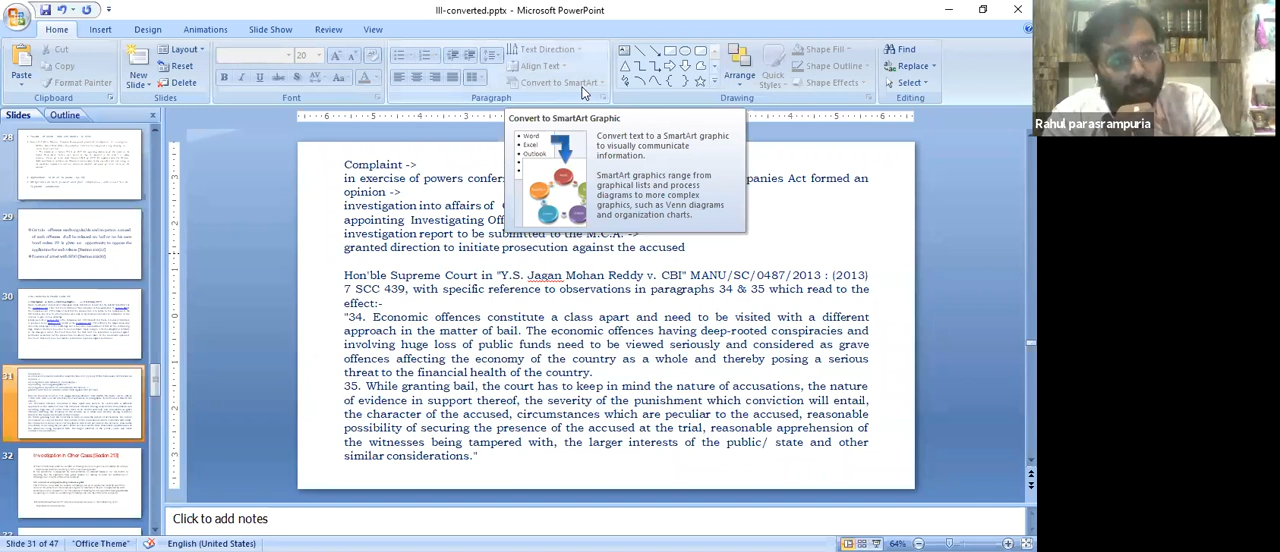 III-converted.pptx - Microsoft PowerPoint
Home Insert Design Animations Slide Show Review View
Paste
Cut
Copy
Format Painter
Clipboard
New
Slide
Layout
Reset
Delete
Slides
20
B I U S
Font
Text Direction
Align Text
Convert to SmartArt
Paragraph
Arrange
Quick
Styles
Shape Fill
Shape Outline
Shape Effects
Drawing
Find
Replace
Select
Editing
Rahul parasrampuria
Slides Outline
Convert to SmartArt Graphic
Word
Excel
Outlook
Convert text to a SmartArt graphic
to visually communicate
information.
SmartArt graphics range from
graphical lists and process
diagrams to more complex
graphics, such as Venn diagrams
and organization charts.
28
29
30
31
32
Investigation in Other Cases [Section 213]
Complaint ->
in exercise of powers panies Act formed an
opinion ->
investigation into affairs of
appointing Investigating
investigation report to be submitted to the M.C.A. ->
granted direction to initiate prosecution against the accused
Hon'ble Supreme Court in "Y.S. Jagan Mohan Reddy v. CBI" MANU/SC/0487/2013 : (2013)
7 SCC 439, with specific reference to observations in paragraphs 34 & 35 which read to the
effect:-
"34. Economic offences constitute a class apart and need to be visited with a different
approach in the matter of bail. The economic offences having deep-rooted conspiracies and
involving huge loss of public funds need to be viewed seriously and considered as grave
offences affecting the economy of the country as a whole and thereby posing a serious
threat to the financial health of the country.
35. While granting bail, the court has to keep in mind the nature of accusations, the nature
of evidence in support thereof, the severity of the punishment which conviction will entail,
the character of the accused, circumstances which are peculiar to the accused, reasonable
possibility of securing the presence of the accused at the trial, reasonable apprehension of
the witnesses being tampered with, the larger interests of the public/ state and other
similar considerations."
Click to add notes
Slide 31 of 47 "Office Theme" English (United States) 64%